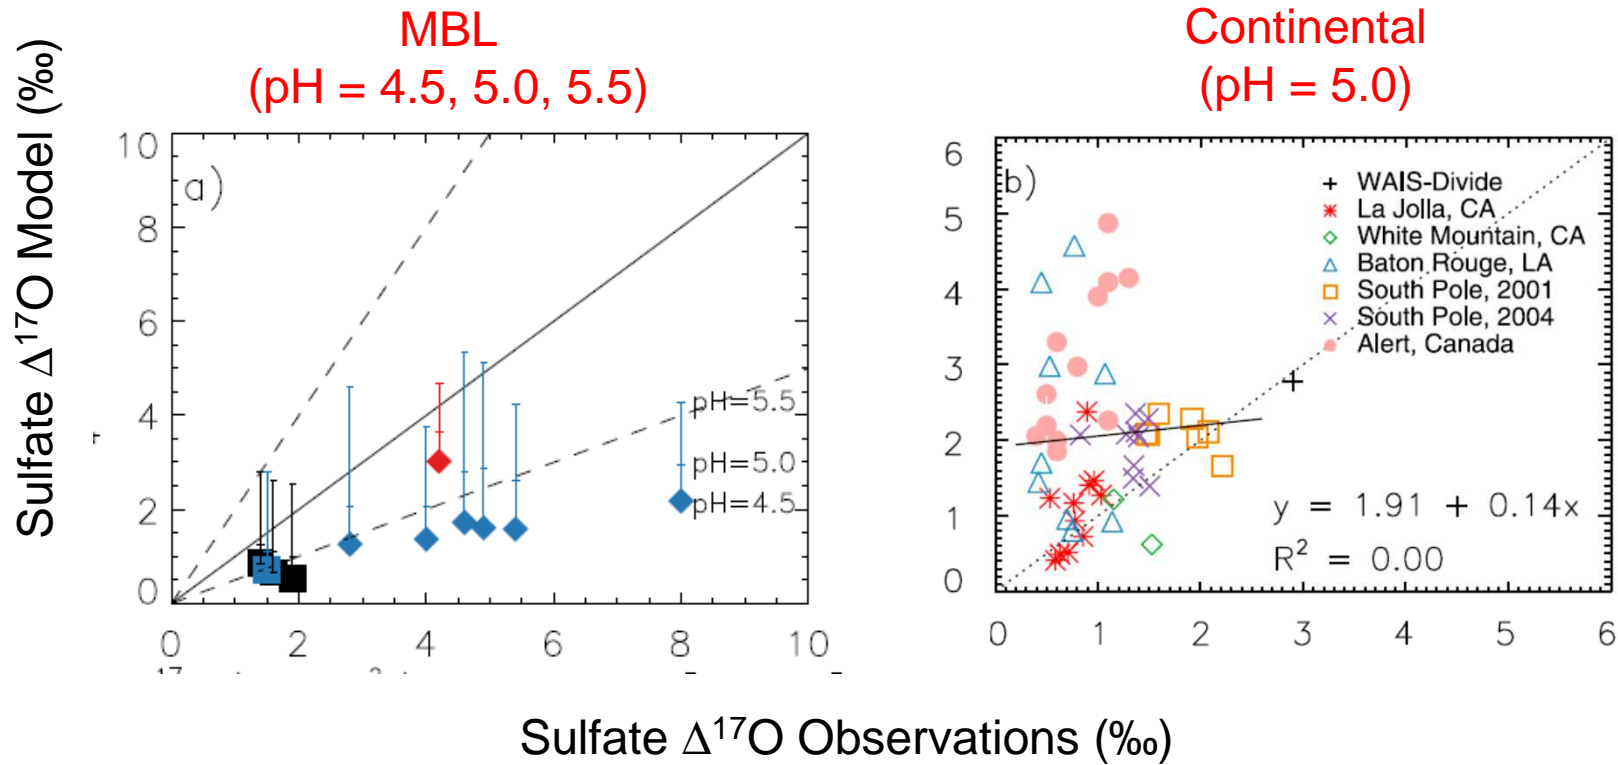 MBL
(pH = 4.5, 5.0, 5.5)
Continental
(pH = 5.0)
Sulfate Δ¹⁷O Model (‰)
a)
10
8
6
4
2
0
0 2 4 6 8 10
pH=5.5
pH=5.0
pH=4.5
b)
6
5
4
3
2
1
0
0 1 2 3 4 5 6
WAIS-Divide
La Jolla, CA
White Mountain, CA
Baton Rouge, LA
South Pole, 2001
South Pole, 2004
Alert, Canada
y = 1.91 + 0.14x
R² = 0.00
Sulfate Δ¹⁷O Observations (‰)